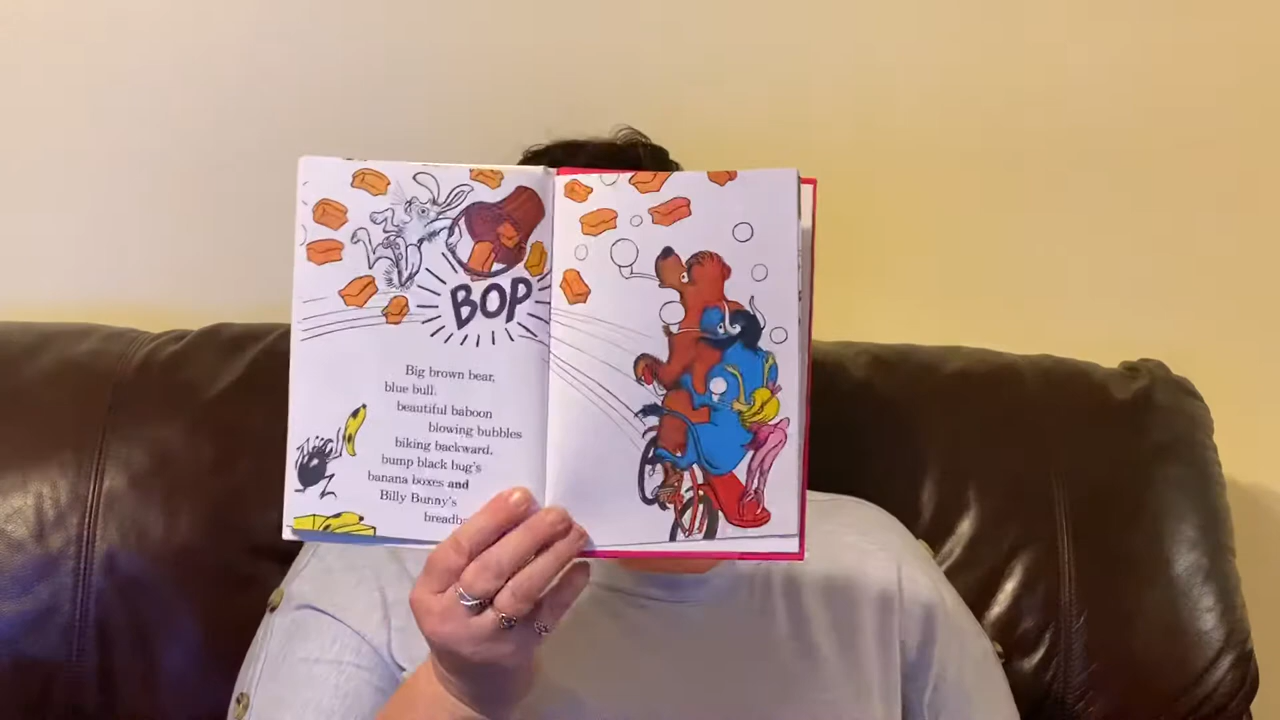 BOP
Big brown bear,
blue bull,
beautiful baboon
blowing bubbles
biking backward,
bump black bug's
banana boxes and
Billy Bunny's